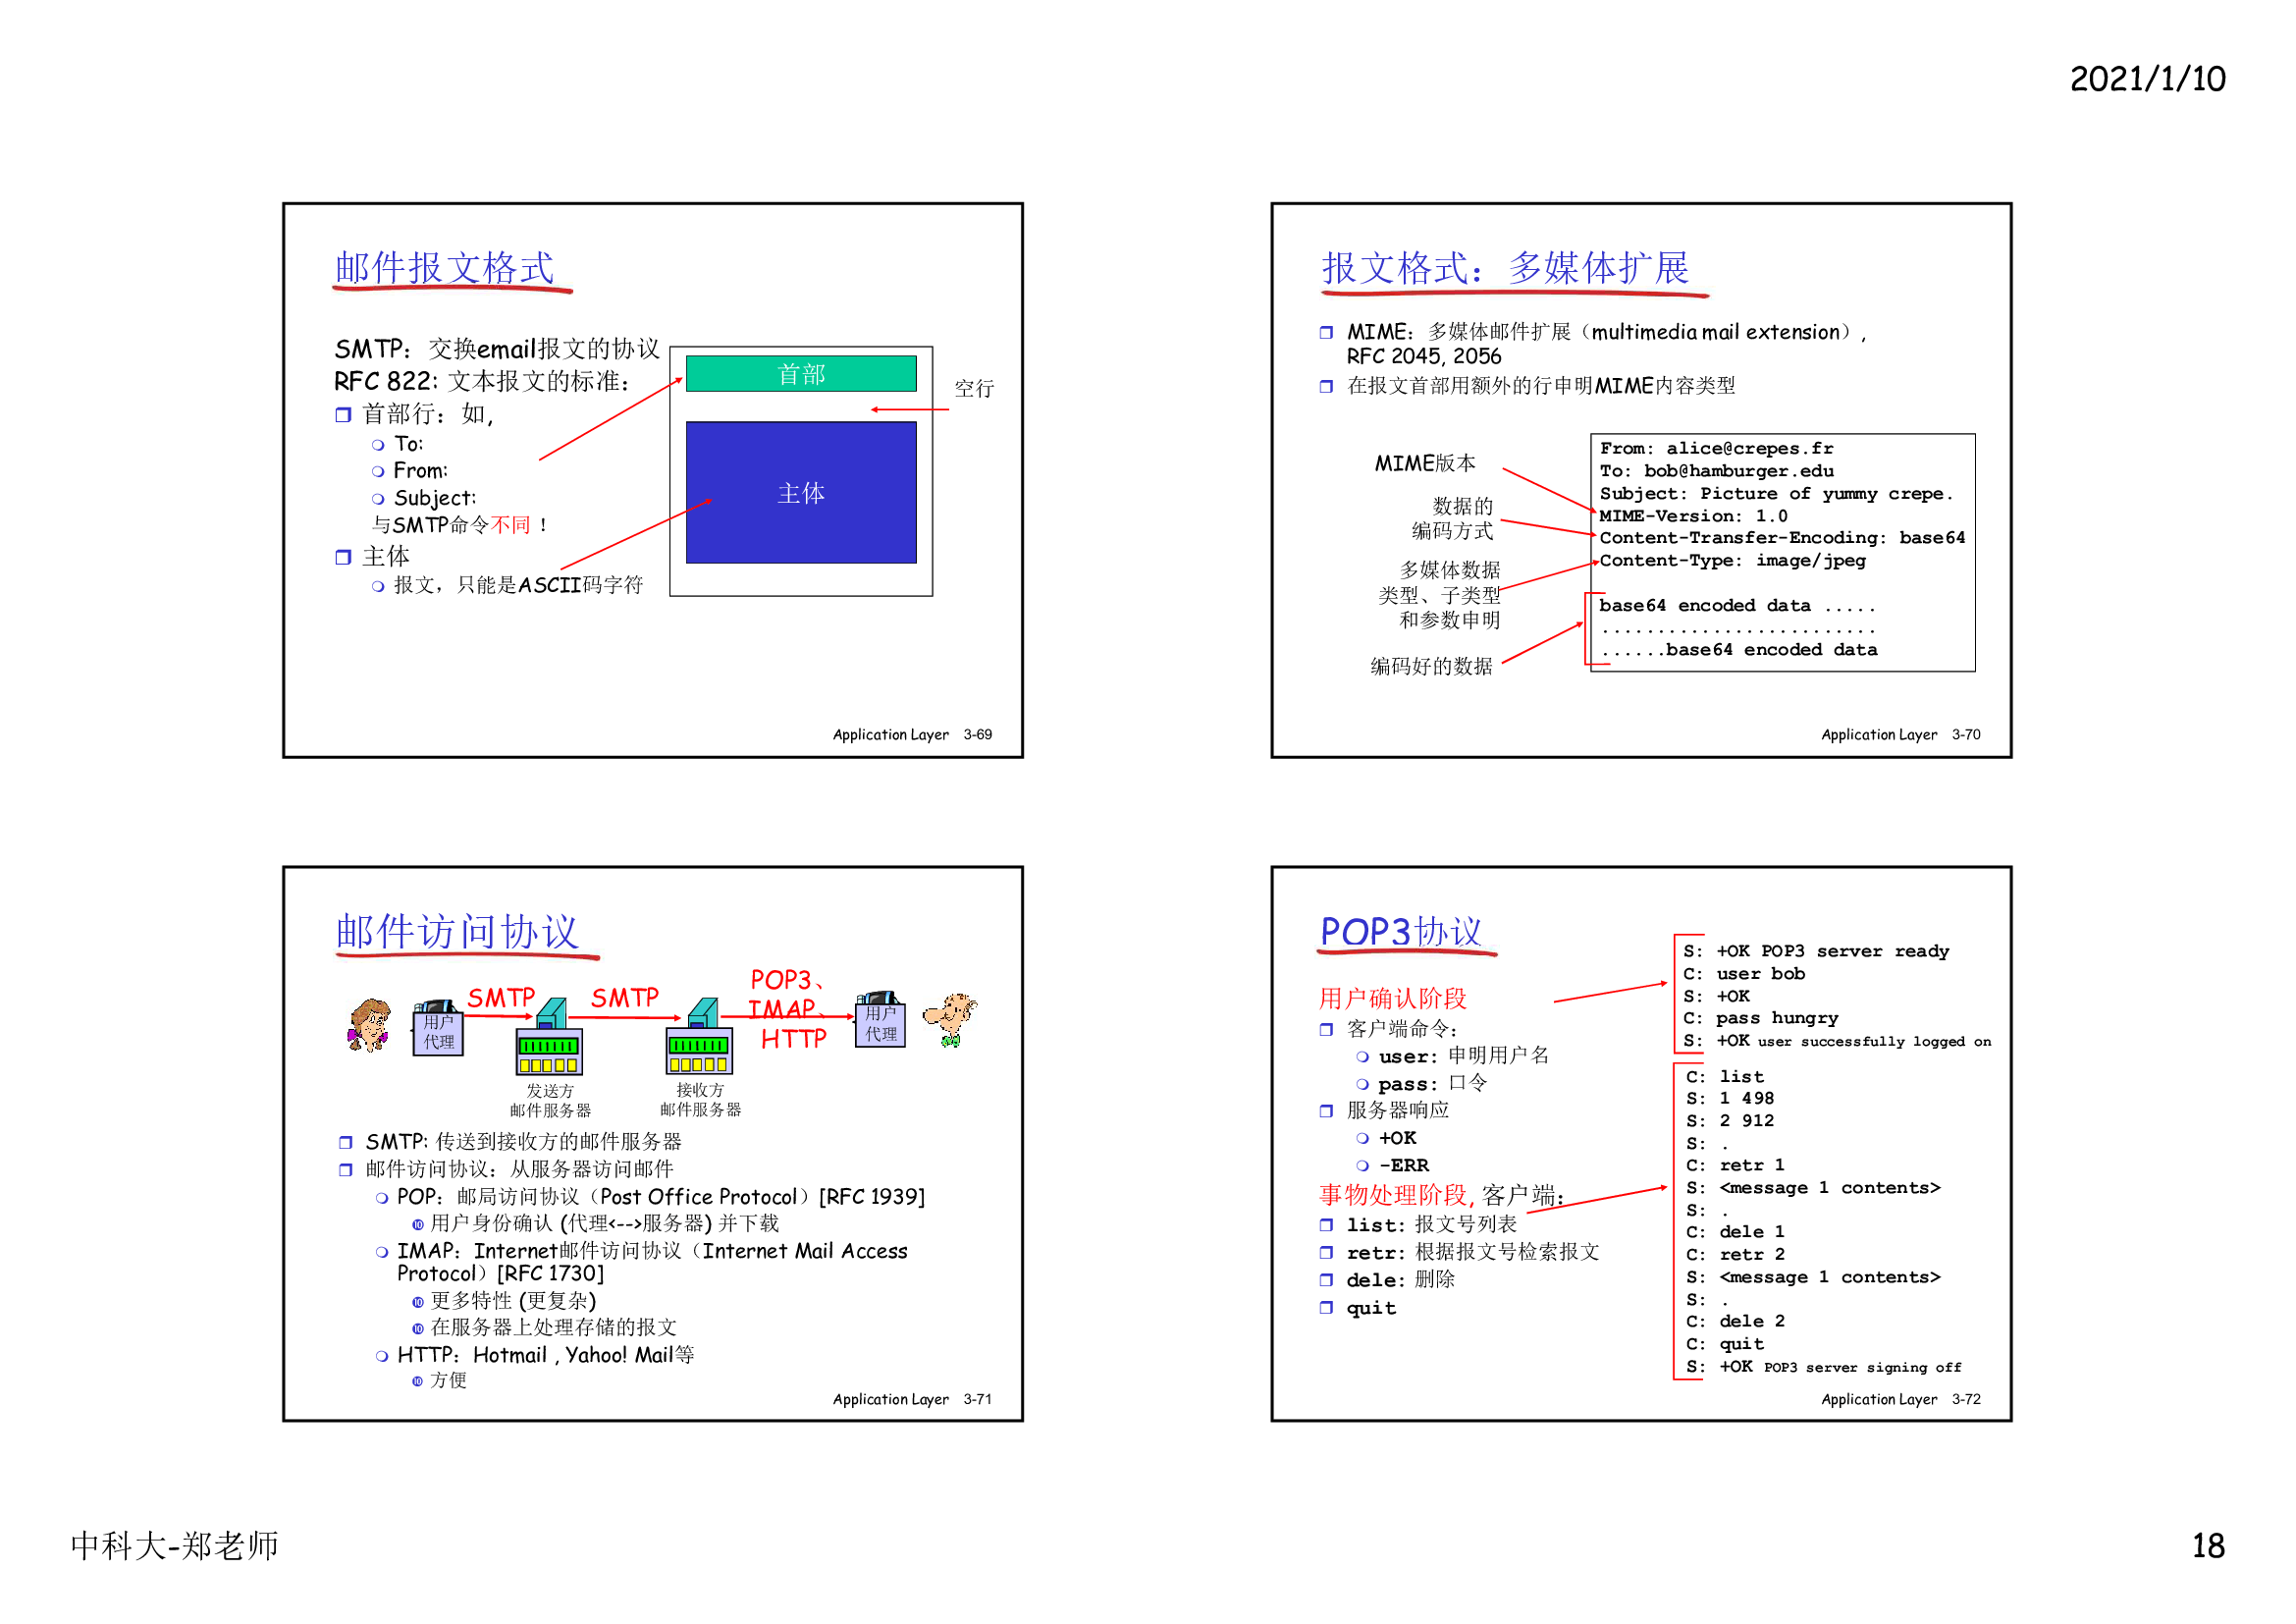 2021/1/10
邮件报文格式
SMTP：交换email报文的协议
RFC 822: 文本报文的标准：
首部行：如，
To:
From:
Subject:
与SMTP命令不同！
主体
报文，只能是ASCII码字符
首部
空行
主体
Application Layer 3-69
报文格式：多媒体扩展
MIME：多媒体邮件扩展（multimedia mail extension），
RFC 2045, 2056
在报文首部用额外的行申明MIME内容类型
MIME版本
数据的
编码方式
多媒体数据
类型、子类型
和参数申明
编码好的数据
From: alice@crepes.fr
To: bob@hamburger.edu
Subject: Picture of yummy crepe.
MIME-Version: 1.0
Content-Transfer-Encoding: base64
Content-Type: image/jpeg
base64 encoded data .....
.........................
......base64 encoded data
Application Layer 3-70
邮件访问协议
SMTP
SMTP
POP3、
IMAP、
HTTP
用户
代理
用户
代理
发送方
邮件服务器
接收方
邮件服务器
SMTP: 传送到接收方的邮件服务器
邮件访问协议：从服务器访问邮件
POP：邮局访问协议（Post Office Protocol）[RFC 1939]
用户身份确认 (代理<-->服务器) 并下载
IMAP：Internet邮件访问协议（Internet Mail Access
Protocol）[RFC 1730]
更多特性 (更复杂)
在服务器上处理存储的报文
HTTP：Hotmail , Yahoo! Mail等
方便
Application Layer 3-71
POP3协议
用户确认阶段
客户端命令：
user: 申明用户名
pass: 口令
服务器响应
+OK
-ERR
事物处理阶段, 客户端：
list: 报文号列表
retr: 根据报文号检索报文
dele: 删除
quit
S: +OK POP3 server ready
C: user bob
S: +OK
C: pass hungry
S: +OK user successfully logged on
C: list
S: 1 498
S: 2 912
S: .
C: retr 1
S: <message 1 contents>
S: .
C: dele 1
C: retr 2
S: <message 1 contents>
S: .
C: dele 2
C: quit
S: +OK POP3 server signing off
Application Layer 3-72
中科大-郑老师
18